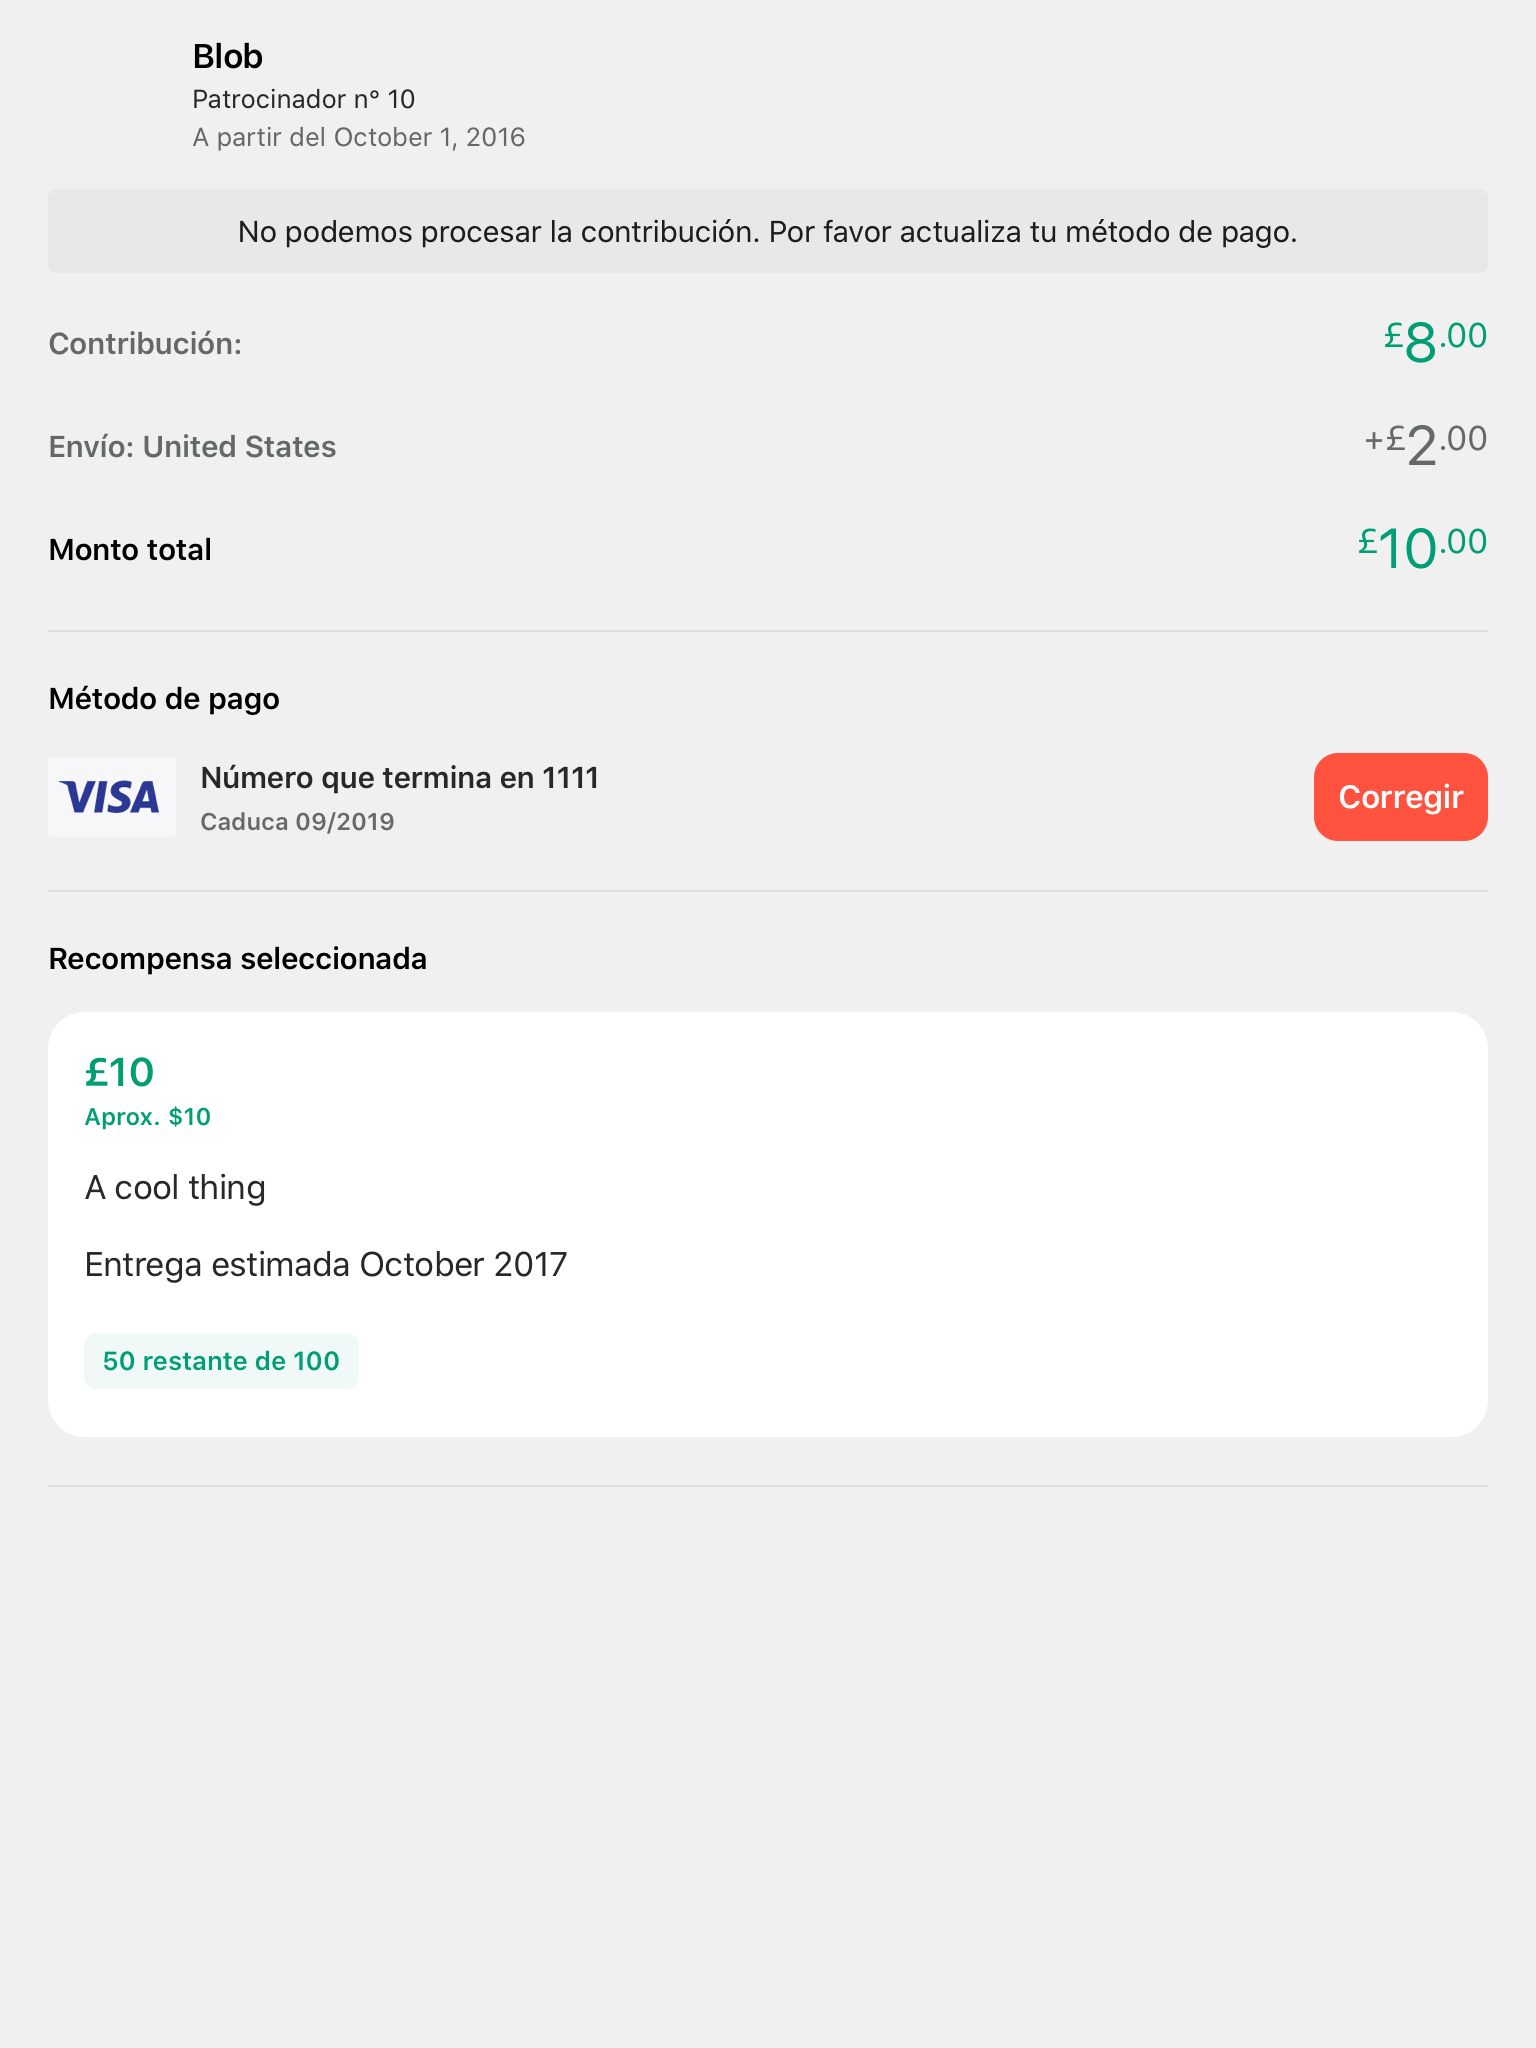 Blob
Patrocinador nº 10
A partir del October 1, 2016
No podemos procesar la contribución. Por favor actualiza tu método de pago.
Contribución: £8.00
Envío: United States +£2.00
Monto total £10.00
Método de pago
VISA Número que termina en 1111
Caduca 09/2019
Corregir
Recompensa seleccionada
£10
Aprox. $10
A cool thing
Entrega estimada October 2017
50 restante de 100